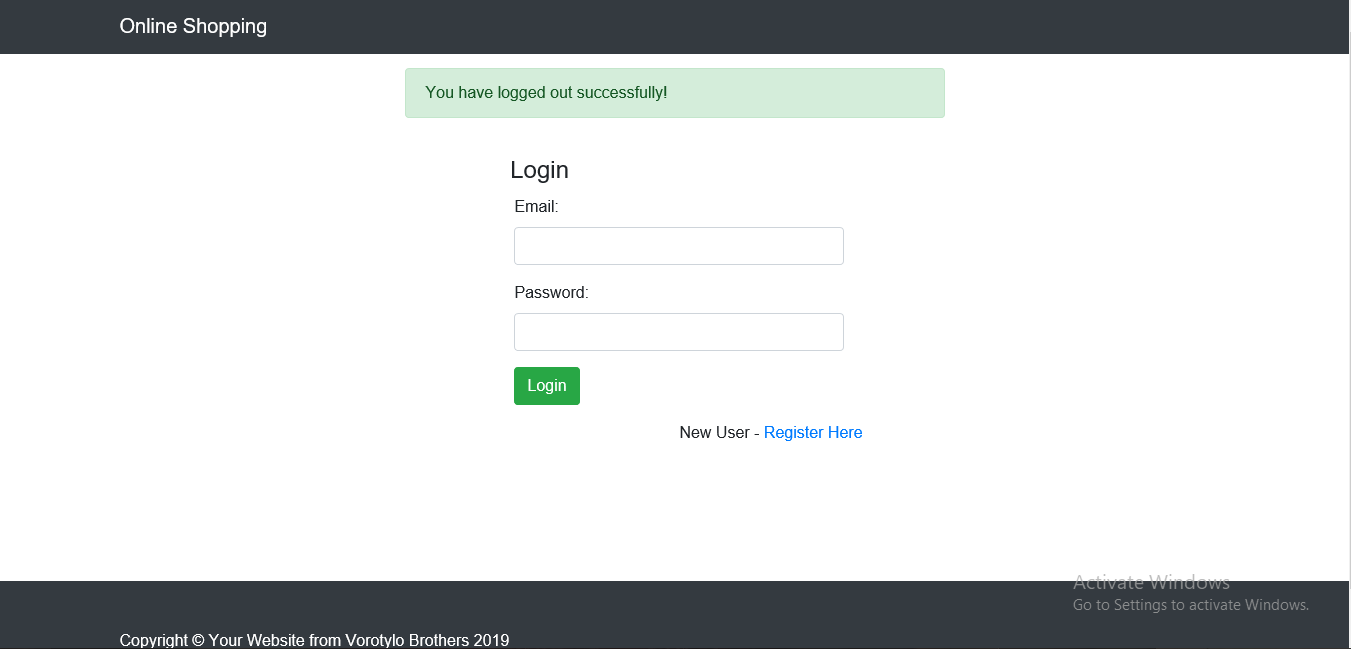 Online Shopping
You have logged out successfully!
Login
Email:
Password:
Login
New User - Register Here
Activate Windows
Go to Settings to activate Windows.
Copyright © Your Website from Vorotylo Brothers 2019